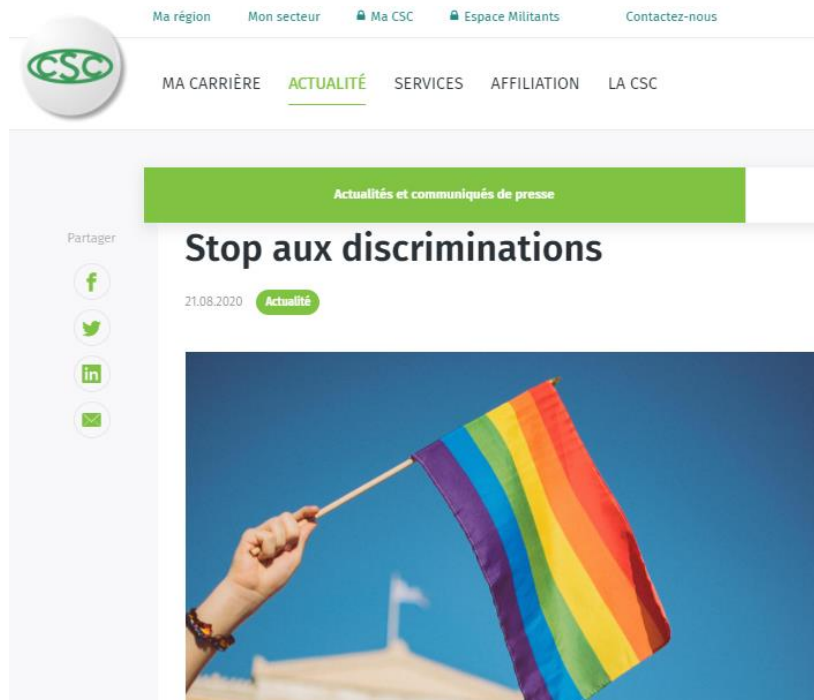 Ma région Mon secteur Ma CSC Espace Militants Contactez-nous
CSC
MA CARRIÈRE ACTUALITÉ SERVICES AFFILIATION LA CSC
Actualités et communiqués de presse
Partager
Stop aux discriminations
21.08.2020 Actualité
f
in